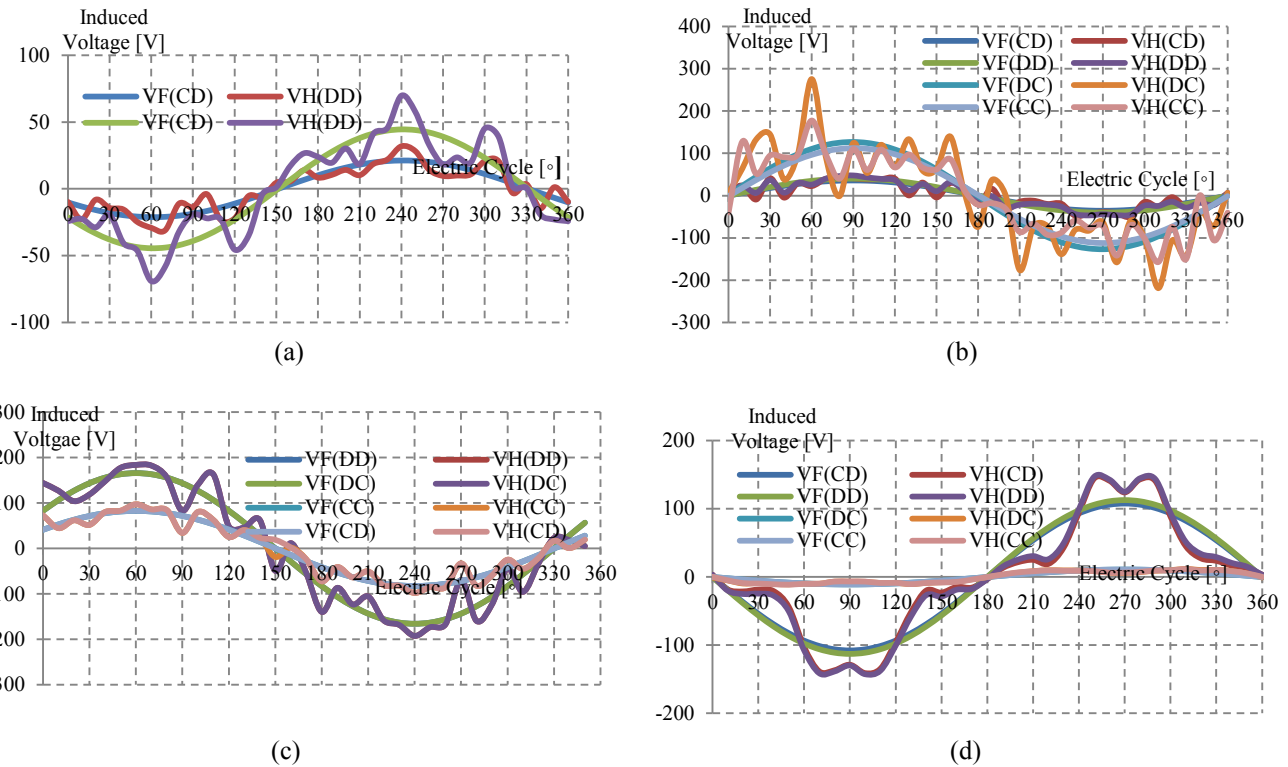 Induced
Voltage [V]
100
50
0
-50
-100
VF(CD) VH(DD)
VF(CD) VH(DD)
Electric Cycle [°]
0 30 60 90 120 150 180 210 240 270 300 330 360
(a)
Induced
Voltage [V]
400
300
200
100
0
-100
-200
-300
VF(CD) VH(CD)
VF(DD) VH(DD)
VF(DC) VH(DC)
VF(CC) VH(CC)
Electric Cycle [°]
0 30 60 90 120 150 180 210 240 270 300 330 360
(b)
Induced
Voltgae [V]
300
200
100
0
100
200
300
VF(DD) VH(DD)
VF(DC) VH(DC)
VF(CC) VH(CC)
VF(CD) VH(CD)
0 30 60 90 120 150 180 210 240 270 300 330 360
Electric Cycle [°]
(c)
Induced
Voltage [V]
200
100
0
-100
-200
VF(CD) VH(CD)
VF(DD) VH(DD)
VF(DC) VH(DC)
VF(CC) VH(CC)
Electric Cycle [°]
0 30 60 90 120 150 180 210 240 270 300 330 360
(d)